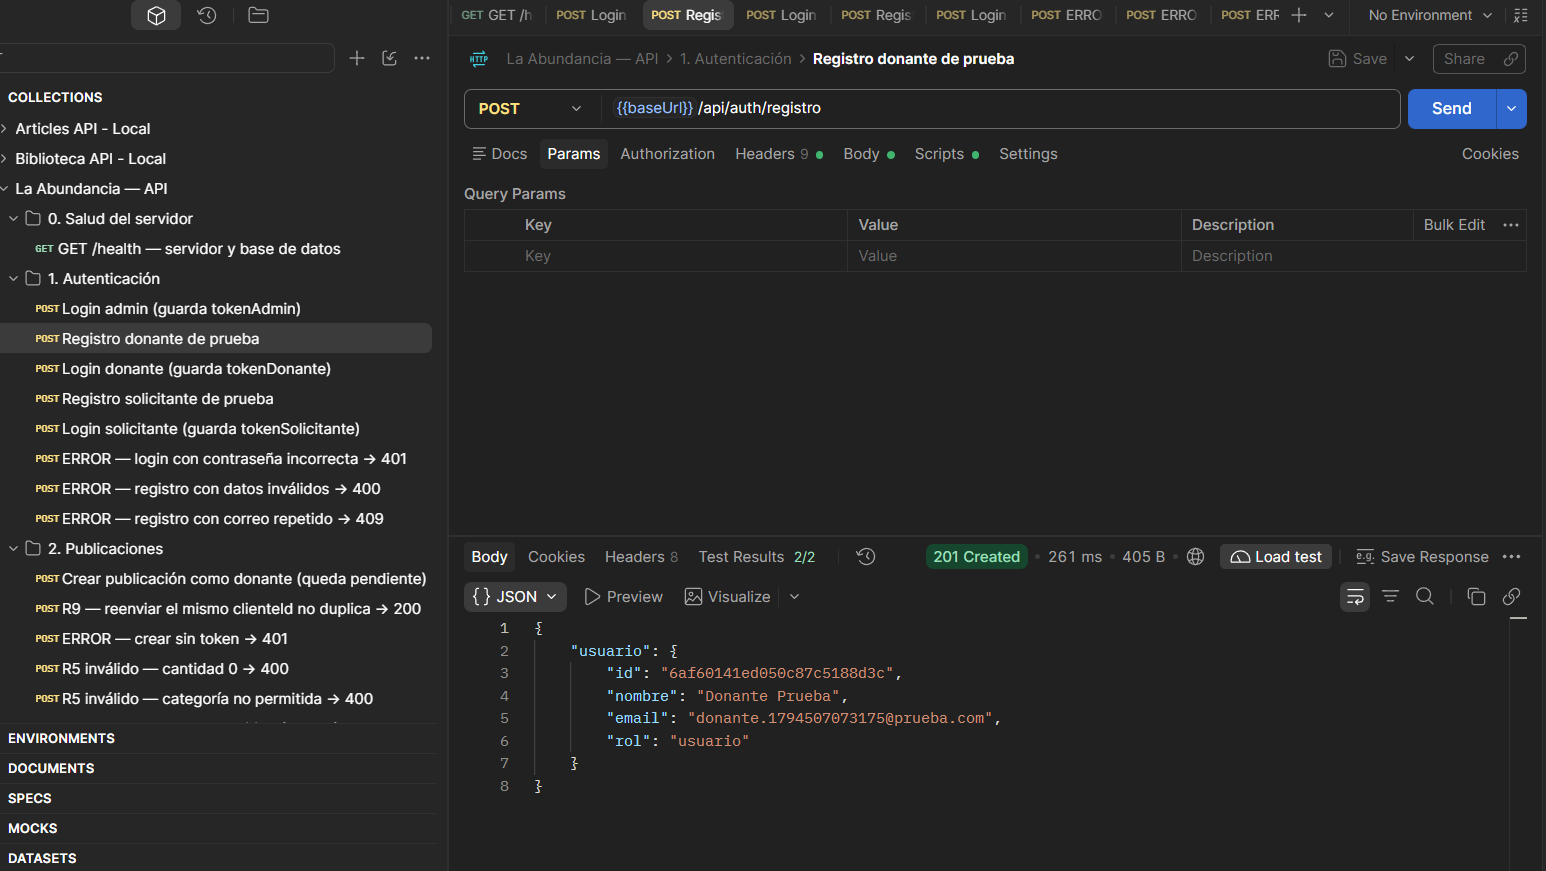 COLLECTIONS
Articles API - Local
Biblioteca API - Local
La Abundancia — API
0. Salud del servidor
GET GET /health — servidor y base de datos
1. Autenticación
POST Login admin (guarda tokenAdmin)
POST Registro donante de prueba
POST Login donante (guarda tokenDonante)
POST Registro solicitante de prueba
POST Login solicitante (guarda tokenSolicitante)
POST ERROR — login con contraseña incorrecta → 401
POST ERROR — registro con datos inválidos → 400
POST ERROR — registro con correo repetido → 409
2. Publicaciones
POST Crear publicación como donante (queda pendiente)
POST R9 — reenviar el mismo clienteId no duplica → 200
POST ERROR — crear sin token → 401
POST R5 inválido — cantidad 0 → 400
POST R5 inválido — categoría no permitida → 400
ENVIRONMENTS
DOCUMENTS
SPECS
MOCKS
DATASETS
GET GET /h POST Login POST Regis POST Login POST Regis POST Login POST ERRO POST ERRO POST ERR No Environment
HTTP La Abundancia — API > 1. Autenticación > Registro donante de prueba Save Share
POST {{baseUrl}} /api/auth/registro Send
Docs Params Authorization Headers 9 Body Scripts Settings Cookies
Query Params
Key Value Description Bulk Edit
Key Value Description
Body Cookies Headers 8 Test Results 2/2 201 Created 261 ms 405 B Load test e.g. Save Response
{} JSON Preview Visualize
1 {
2 "usuario": {
3 "id": "6af60141ed050c87c5188d3c",
4 "nombre": "Donante Prueba",
5 "email": "donante.1794507073175@prueba.com",
6 "rol": "usuario"
7 }
8 }